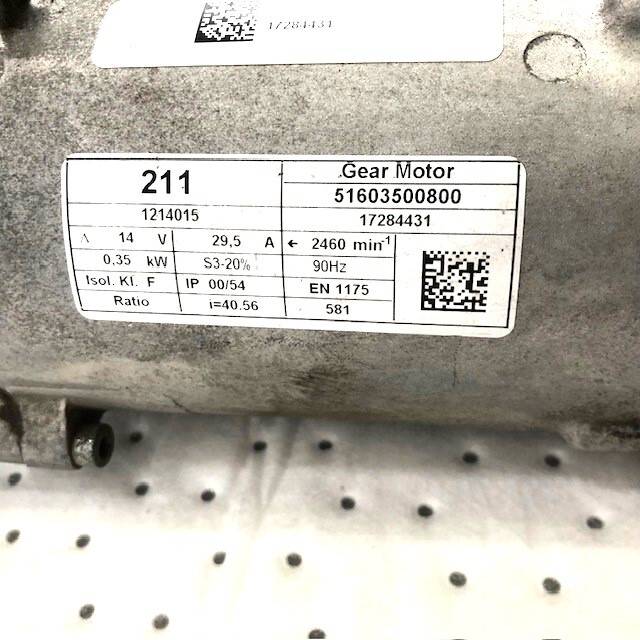 17284431
211
Gear Motor
51603500800
1214015
17284431
14 V
29,5 A
← 2460 min-1
0,35 kW
S3-20%
90Hz
Isol. Kl. F
IP 00/54
EN 1175
Ratio
i=40.56
581